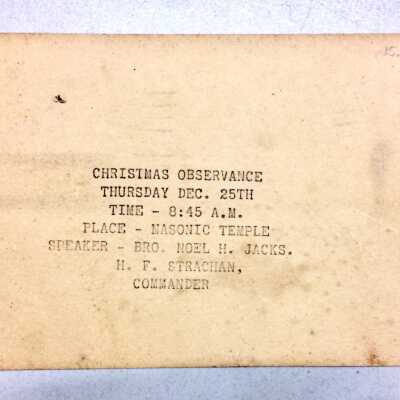 CHRISTMAS OBSERVANCE
THURSDAY DEC. 25TH
TIME - 8:45 A.M.
PLACE - MASONIC TEMPLE
SPEAKER - BRO. NOEL H. JACKS.
H. F. STRACHAN,
COMMANDER